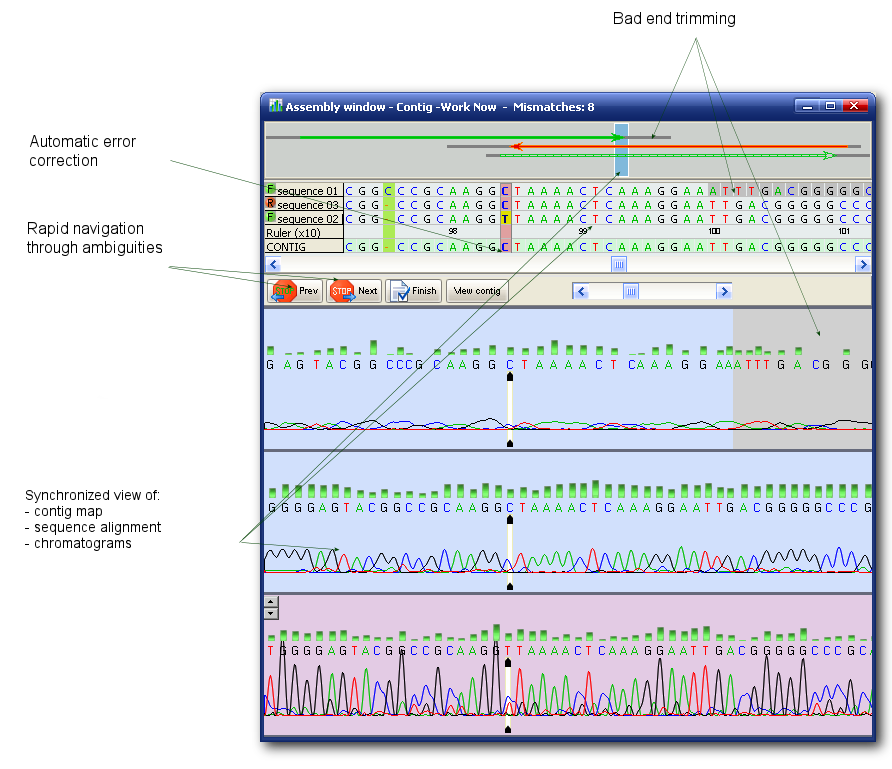 Bad end trimming
Assembly window - Contig -Work Now - Mismatches: 8
Automatic error
correction
F sequence 01 C G G C C C G C A A G G C T A A A A C T C A A A G G A A A T T T G A C G G G G G C
R sequence 03 C G G - C C G C A A G G C T A A A A C T C A A A G G A A T T G A C G G G G C C C
F sequence 02 C G G - C C G C A A G G T T A A A A C T C A A A G G A A T T G A C G G G G C C C
Rapid navigation
through ambiguities
Ruler (x10) 98 99 100 101
CONTIG C G G - C C G C A A G G C T A A A A C T C A A A G G A A T T G A C G G G G C C C
Prev STOP Next Finish View contig
G A G T A C G G C C C G C A A G G C T A A A A C T C A A A G G A A A T T T G A C G G G
Synchronized view of:
- contig map
- sequence alignment
- chromatograms
G G G G A G T A C G G C C G C A A G G C T A A A A C T C A A A G G A A T T G A C G G G G G C C C G
T G G G G A G T A C G G C C G C A A G G T T A A A A C T C A A A G G A A T T G A C G G G G G C C C G C A